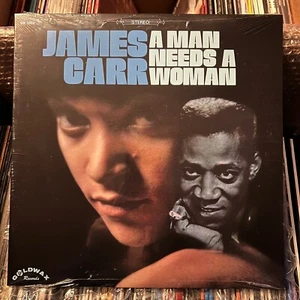 STEREO
JAMES
CARR
A MAN
NEEDS A
WOMAN
GOLDWAX
Records